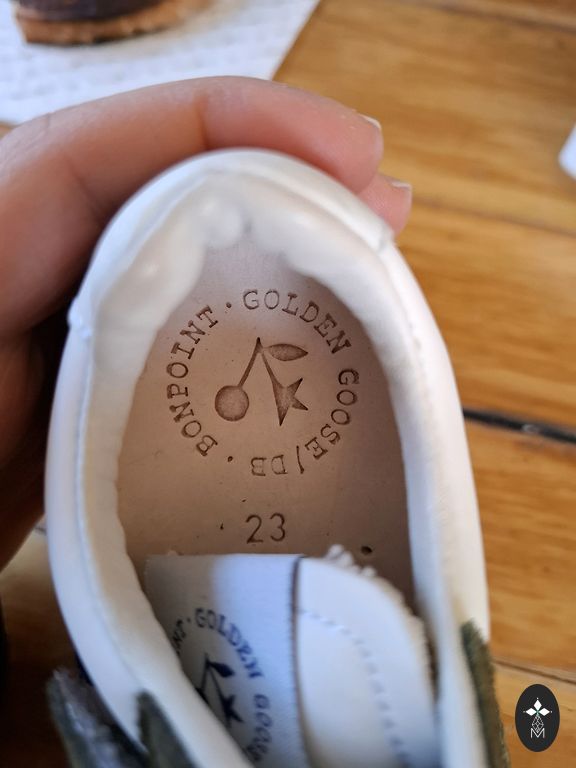 BONPOINT · GOLDEN GOOSE/DB ·
23
GOLDEN GOOSE
M